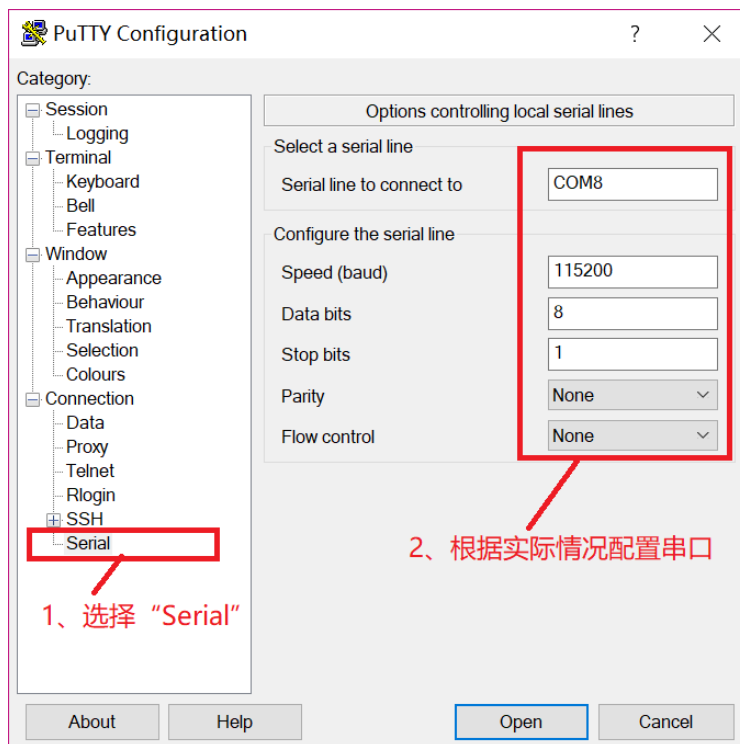 PuTTY Configuration
?
Category:
Session
Logging
Terminal
Keyboard
Bell
Features
Window
Appearance
Behaviour
Translation
Selection
Colours
Connection
Data
Proxy
Telnet
Rlogin
SSH
Serial
1、选择“Serial”
Options controlling local serial lines
Select a serial line
Serial line to connect to COM8
Configure the serial line
Speed (baud) 115200
Data bits 8
Stop bits 1
Parity None
Flow control None
2、根据实际情况配置串口
About Help Open Cancel